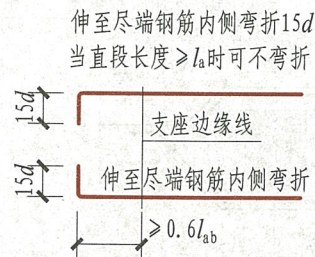 伸至尽端钢筋内侧弯折15d
当直段长度≥la时可不弯折
15d
支座边缘线
15d
伸至尽端钢筋内侧弯折
≥0.6lab